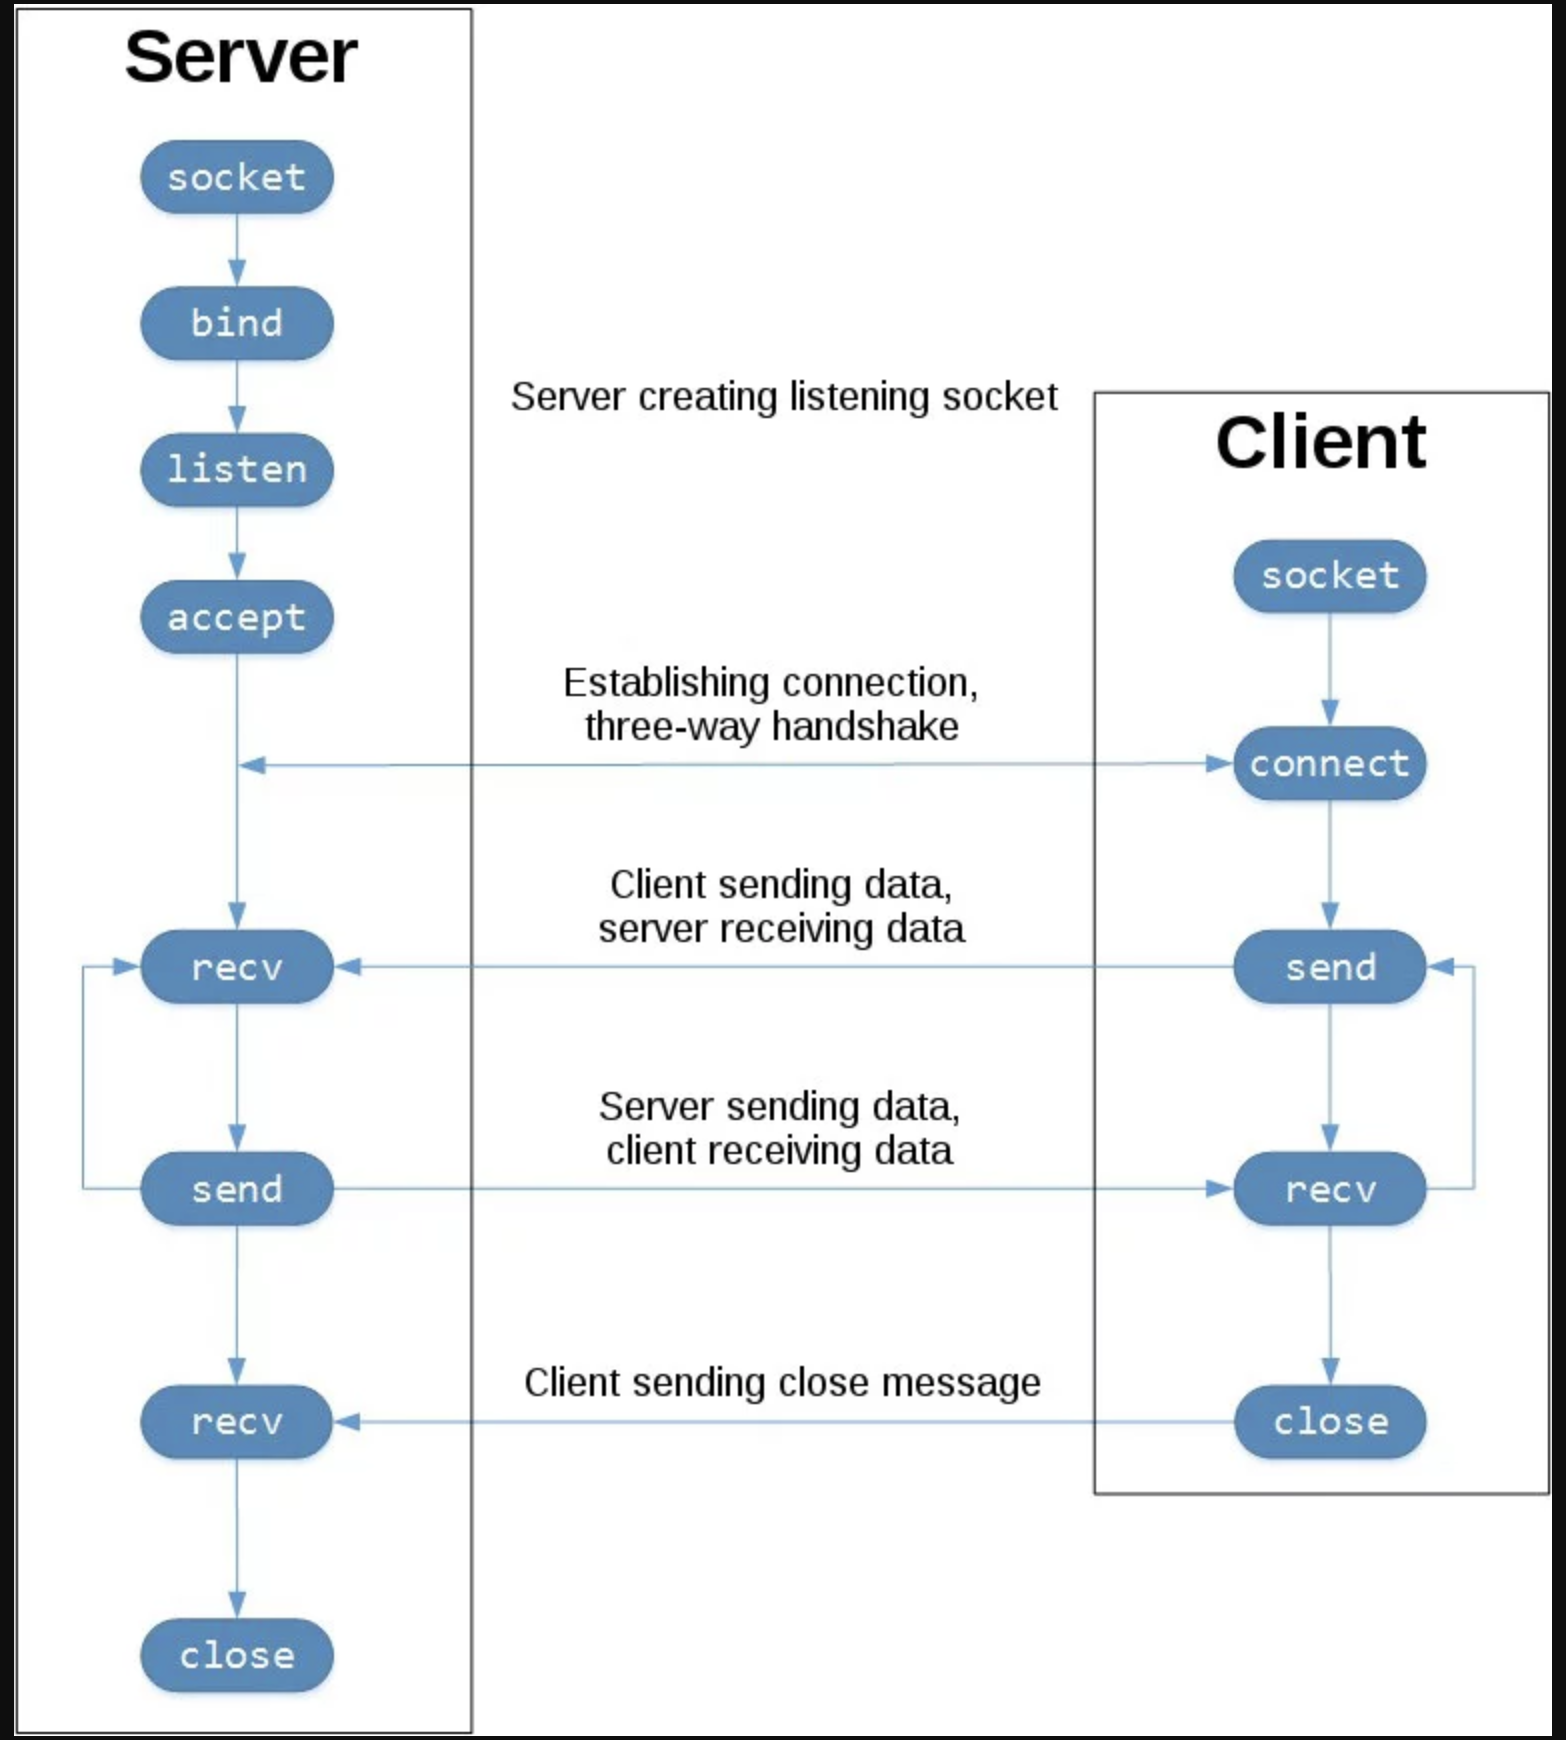 Server
socket
bind
Server creating listening socket
listen
Client
accept
socket
Establishing connection,
three-way handshake
connect
Client sending data,
server receiving data
recv
send
Server sending data,
client receiving data
send
recv
Client sending close message
recv
close
close